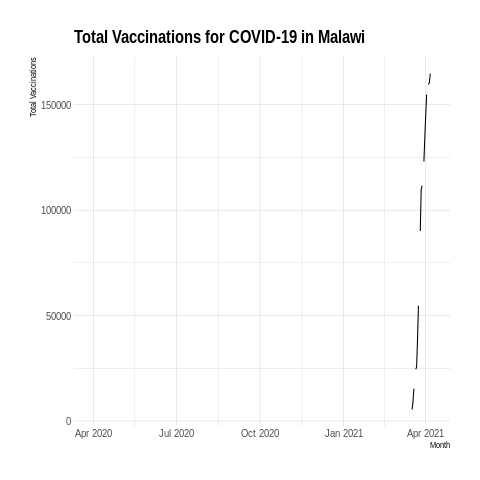 Total Vaccinations for COVID-19 in Malawi
Total Vaccinations
150000
100000
50000
0
Apr 2020 Jul 2020 Oct 2020 Jan 2021 Apr 2021
Month